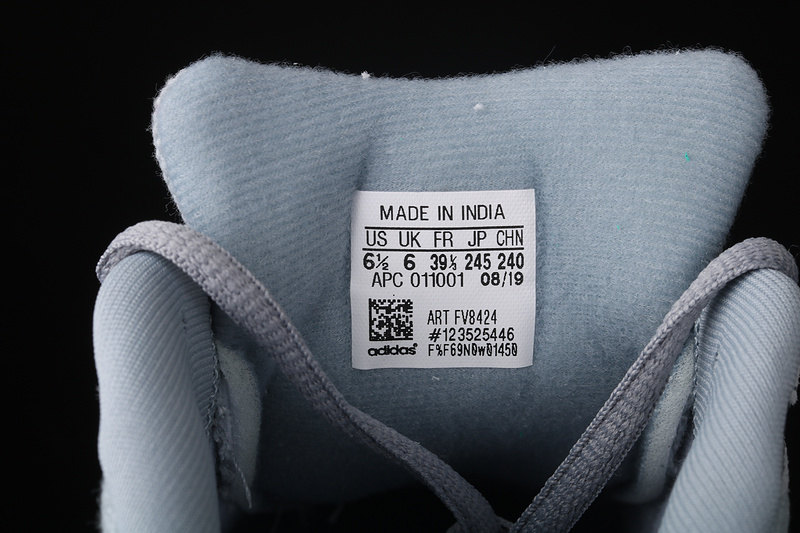 MADE IN INDIA
US UK FR JP CHN
6½ 6 39⅓ 245 240
APC 011001 08/19
ART FV8424
#123525446
adidas® F%F69N0w01450